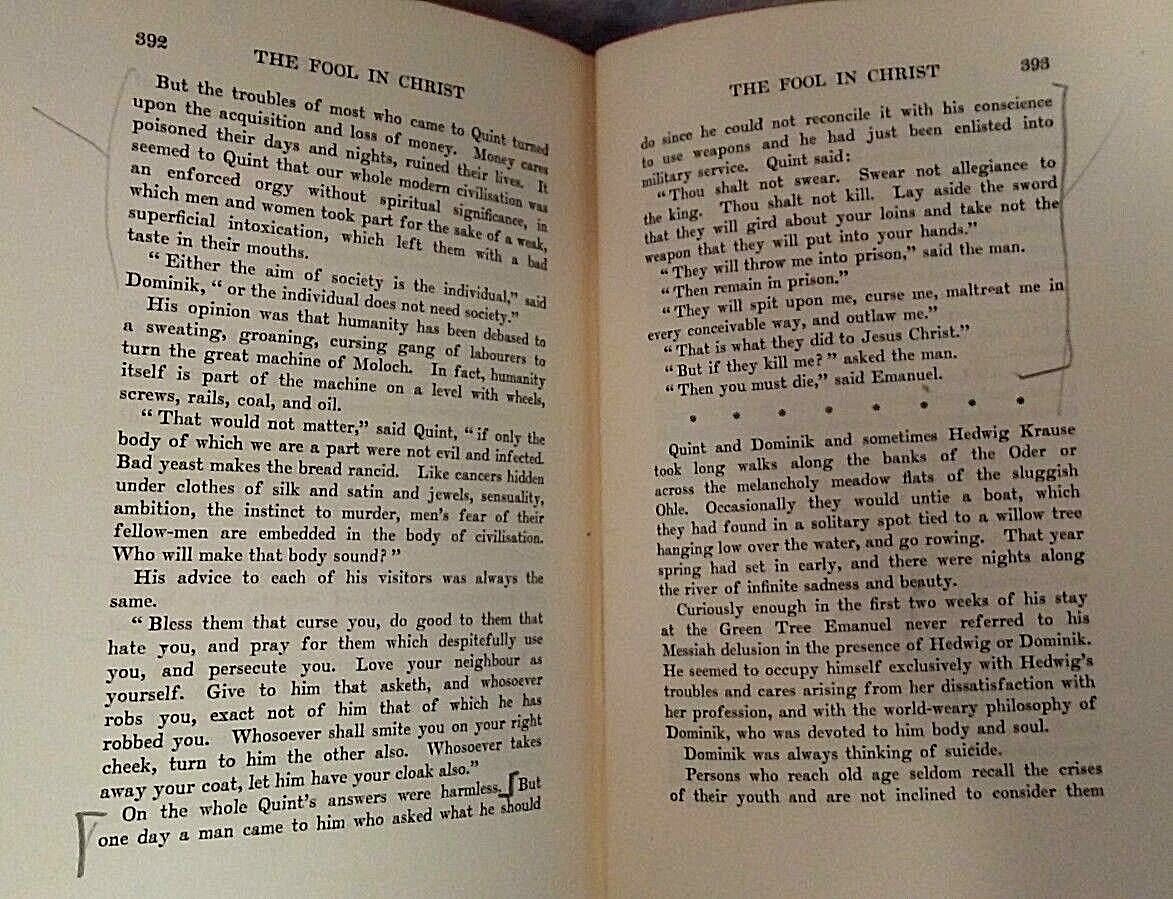 392
THE FOOL IN CHRIST
But the troubles of most who came to Quint turned
upon the acquisition and loss of money. Money cares
poisoned their days and nights, ruined their lives. It
seemed to Quint that our whole modern civilisation was
an enforced orgy without spiritual significance, in
which men and women took part for the sake of a weak,
superficial intoxication, which left them with a bad
taste in their mouths.
“Either the aim of society is the individual,” said
Dominik, “or the individual does not need society.”
His opinion was that humanity has been debased to
a sweating, groaning, cursing gang of labourers to
turn the great machine of Moloch. In fact, humanity
itself is part of the machine on a level with wheels,
screws, rails, coal, and oil.
“That would not matter,” said Quint, “if only the
body of which we are a part were not evil and infected.
Bad yeast makes the bread rancid. Like cancers hidden
under clothes of silk and satin and jewels, sensuality,
ambition, the instinct to murder, men's fear of their
fellow-men are embedded in the body of civilisation.
Who will make that body sound?”
His advice to each of his visitors was always the
same.
“Bless them that curse you, do good to them that
hate you, and pray for them which despitefully use
you, and persecute you. Love your neighbour as
yourself. Give to him that asketh, and whosoever
robs you, exact not of him that of which he has
robbed you. Whosoever shall smite you on your right
cheek, turn to him the other also. Whosoever takes
away your coat, let him have your cloak also.”
On the whole Quint's answers were harmless. But
one day a man came to him who asked what he should
THE FOOL IN CHRIST
393
do since he could not reconcile it with his conscience
to use weapons and he had just been enlisted into
military service. Quint said:
“Thou shalt not swear. Swear not allegiance to
the king. Thou shalt not kill. Lay aside the sword
that they will gird about your loins and take not the
weapon that they will put into your hands.”
“They will throw me into prison,” said the man.
“Then remain in prison.”
“They will spit upon me, curse me, maltreat me in
every conceivable way, and outlaw me.”
“That is what they did to Jesus Christ.”
“But if they kill me?” asked the man.
“Then you must die,” said Emanuel.
Quint and Dominik and sometimes Hedwig Krause
took long walks along the banks of the Oder or
across the melancholy meadow flats of the sluggish
Ohle. Occasionally they would untie a boat, which
they had found in a solitary spot tied to a willow tree
hanging low over the water, and go rowing. That year
spring had set in early, and there were nights along
the river of infinite sadness and beauty.
Curiously enough in the first two weeks of his stay
at the Green Tree Emanuel never referred to his
Messiah delusion in the presence of Hedwig or Dominik.
He seemed to occupy himself exclusively with Hedwig's
troubles and cares arising from her dissatisfaction with
her profession, and with the world-weary philosophy of
Dominik, who was devoted to him body and soul.
Dominik was always thinking of suicide.
Persons who reach old age seldom recall the crises
of their youth and are not inclined to consider them